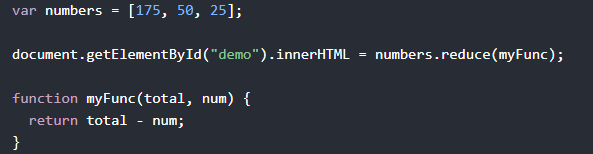 var numbers = [175, 50, 25];
document.getElementById("demo").innerHTML = numbers.reduce(myFunc);
function myFunc(total, num) {
  return total - num;
}